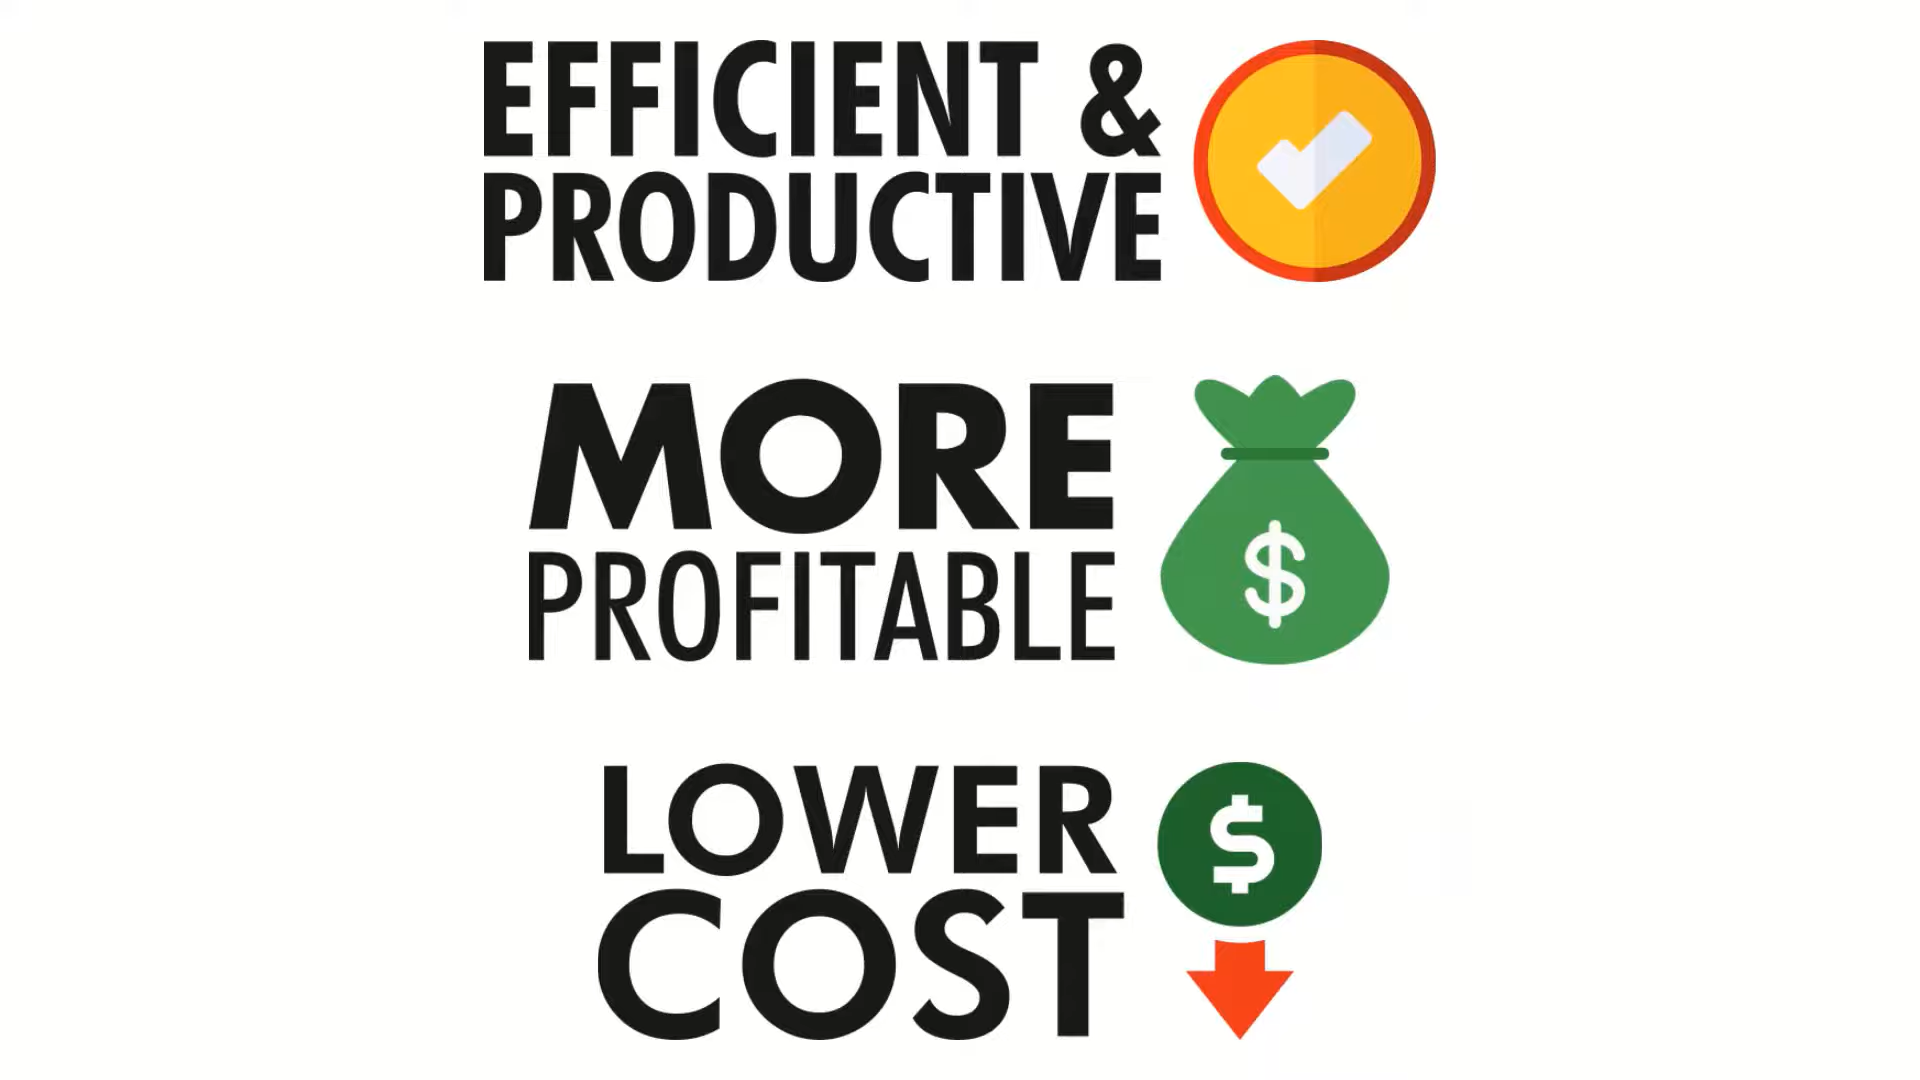 EFFICIENT &
PRODUCTIVE
MORE
PROFITABLE
$
LOWER
$
COST